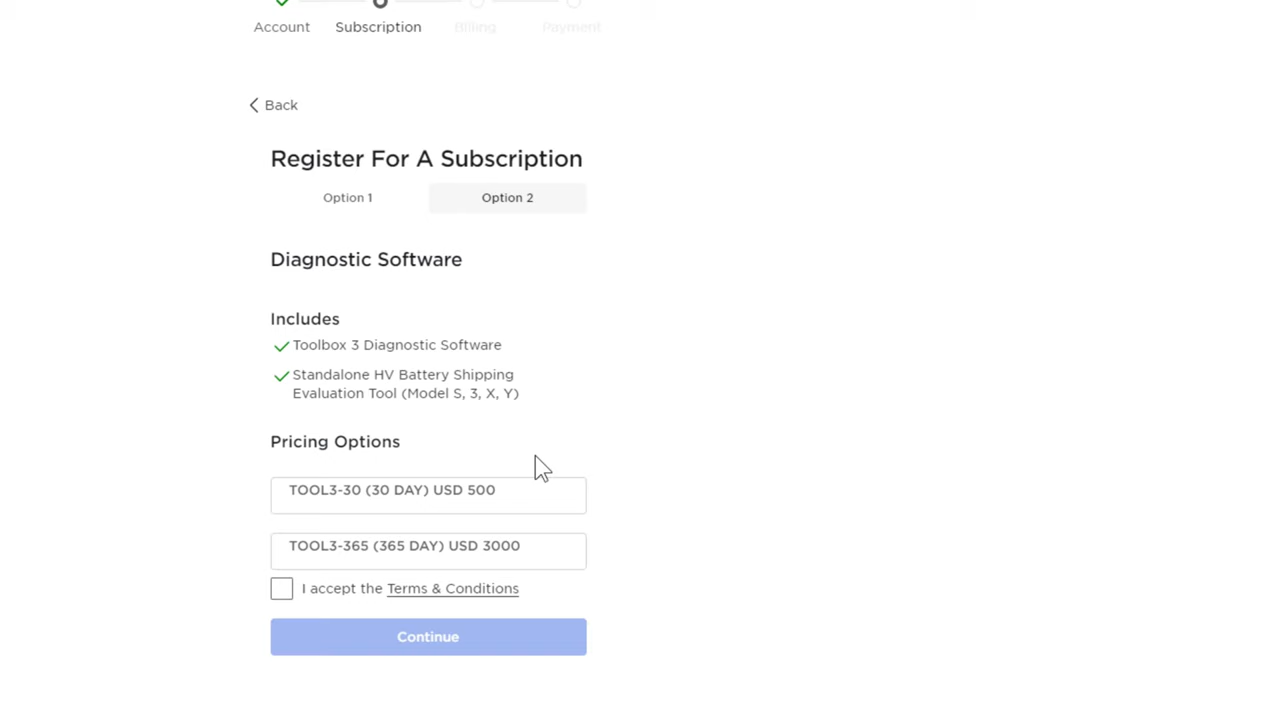 Account Subscription Billing Payment
Back
Register For A Subscription
Option 1 Option 2
Diagnostic Software
Includes
Toolbox 3 Diagnostic Software
Standalone HV Battery Shipping
Evaluation Tool (Model S, 3, X, Y)
Pricing Options
TOOL3-30 (30 DAY) USD 500
TOOL3-365 (365 DAY) USD 3000
I accept the Terms & Conditions
Continue